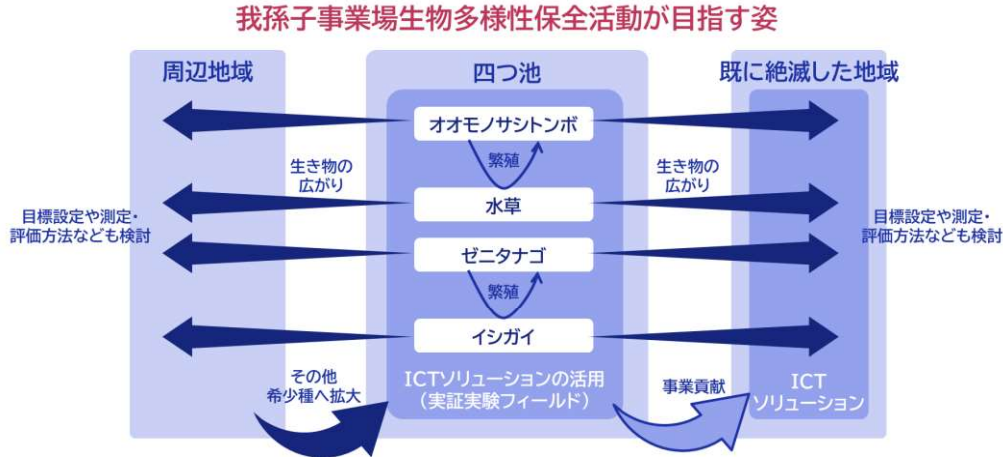 我孫子事業場生物多様性保全活動が目指す姿
周辺地域
四つ池
既に絶滅した地域
オオモノサシトンボ
繁殖
生き物の
広がり
生き物の
広がり
水草
目標設定や測定・
評価方法なども検討
目標設定や測定・
評価方法なども検討
ゼニタナゴ
繁殖
イシガイ
その他
希少種へ拡大
ICTソリューションの活用
(実証実験フィールド)
事業貢献
ICT
ソリューション